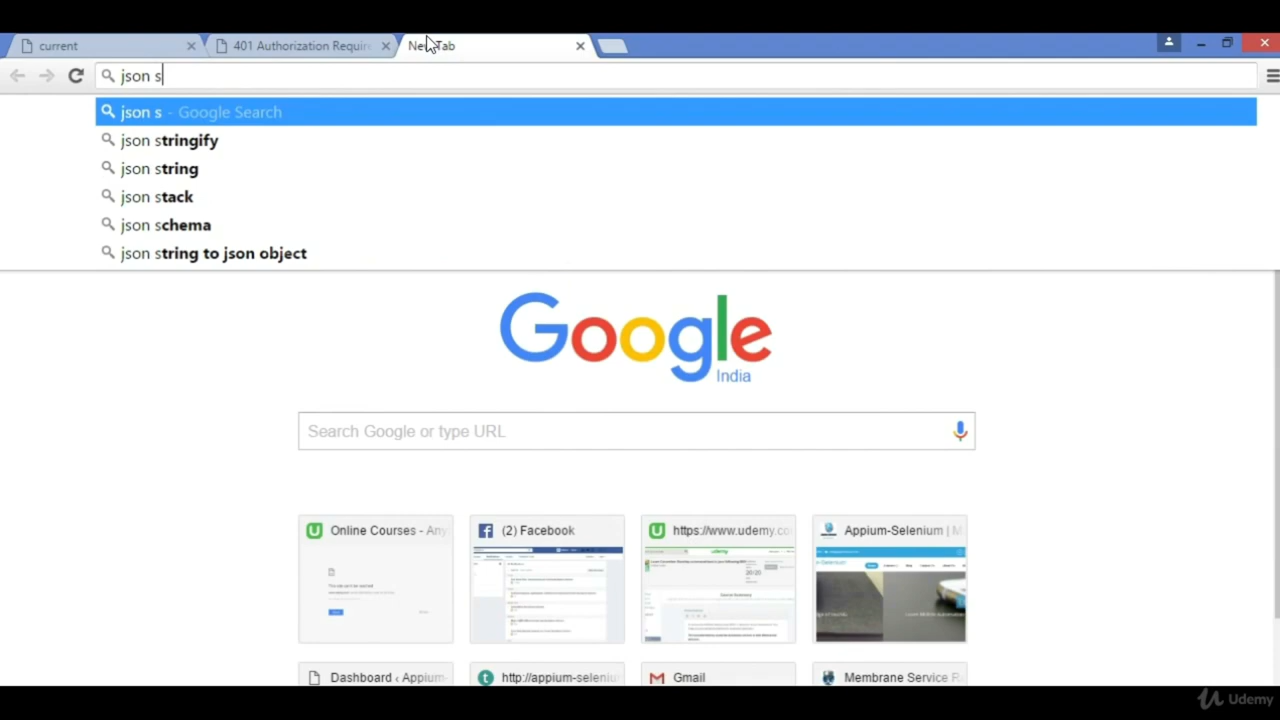 current
401 Authorization Requir
New Tab
json s
json s - Google Search
json stringify
json string
json stack
json schema
json string to json object
Google
India
Search Google or type URL
Online Courses - Any
(2) Facebook
https://www.udemy.co
Appium-Selenium | M
Dashboard ‹ Appium-
http://appium-seleniu
Gmail
Membrane Service R
Udemy